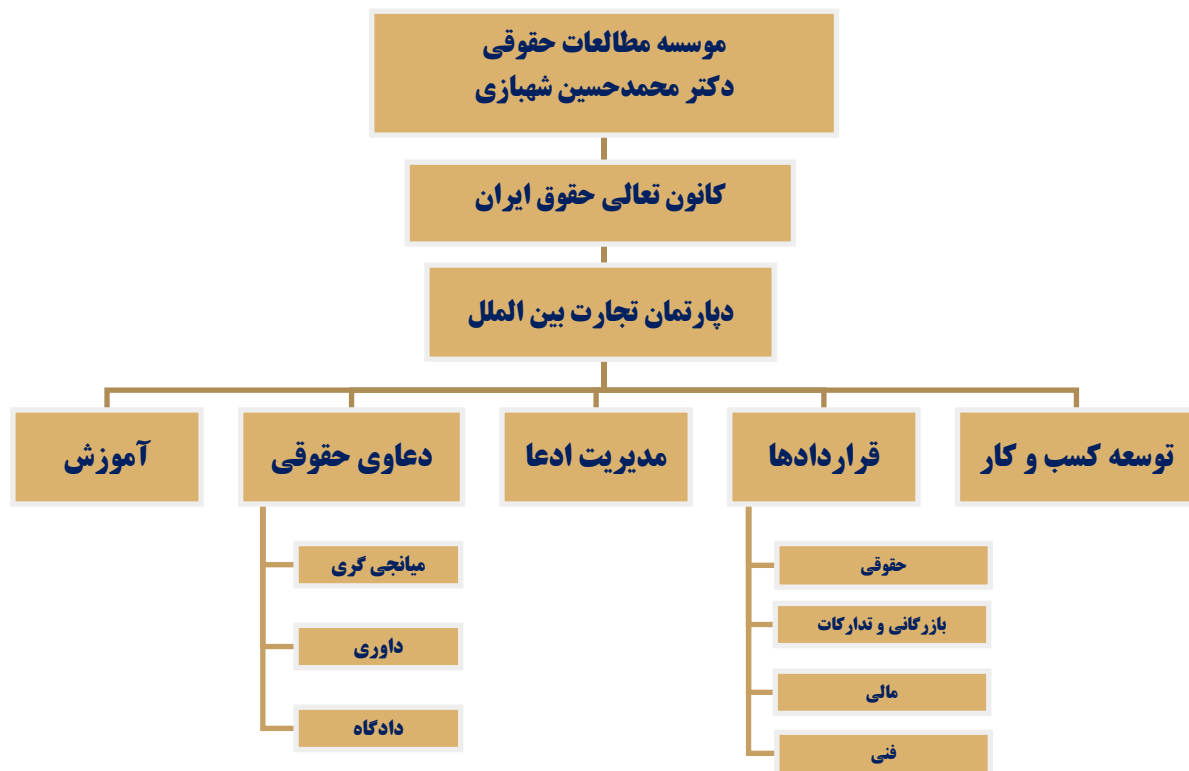 موسسه مطالعات حقوقی
دکتر محمدحسین شهبازی
کانون تعالی حقوق ایران
دپارتمان تجارت بین الملل
توسعه کسب و کار
قراردادها
مدیریت ادعا
دعاوی حقوقی
آموزش
حقوقی
بازرگانی و تدارکات
مالی
فنی
میانجی گری
داوری
دادگاه